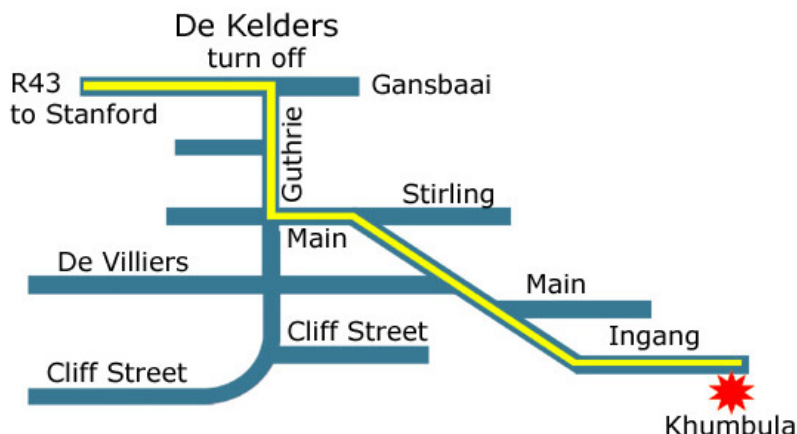 De Kelders
turn off
R43
to Stanford
Gansbaai
Guthrie
Stirling
Main
De Villiers
Main
Cliff Street
Ingang
Cliff Street
Khumbula